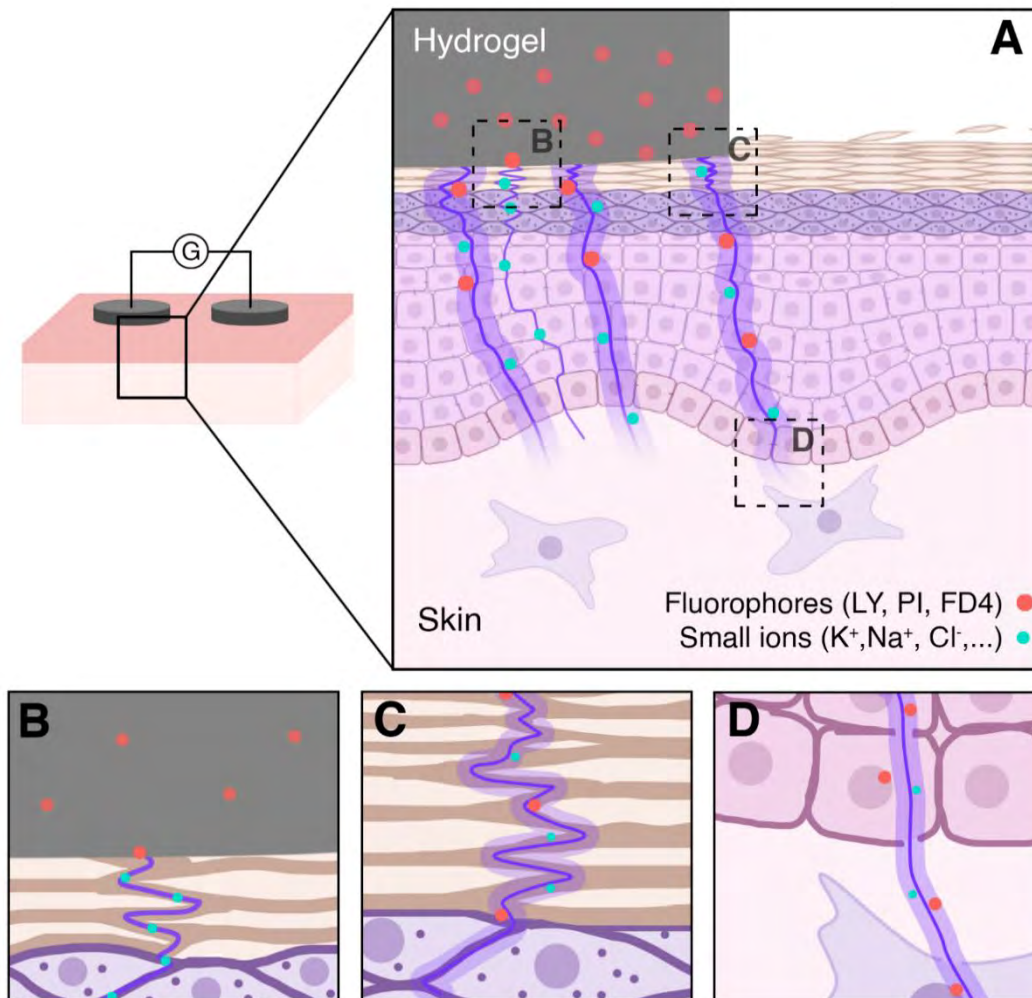 Hydrogel
A
B
C
G
D
Skin
Fluorophores (LY, PI, FD4)
Small ions (K⁺,Na⁺, Cl⁻,...)
B
C
D